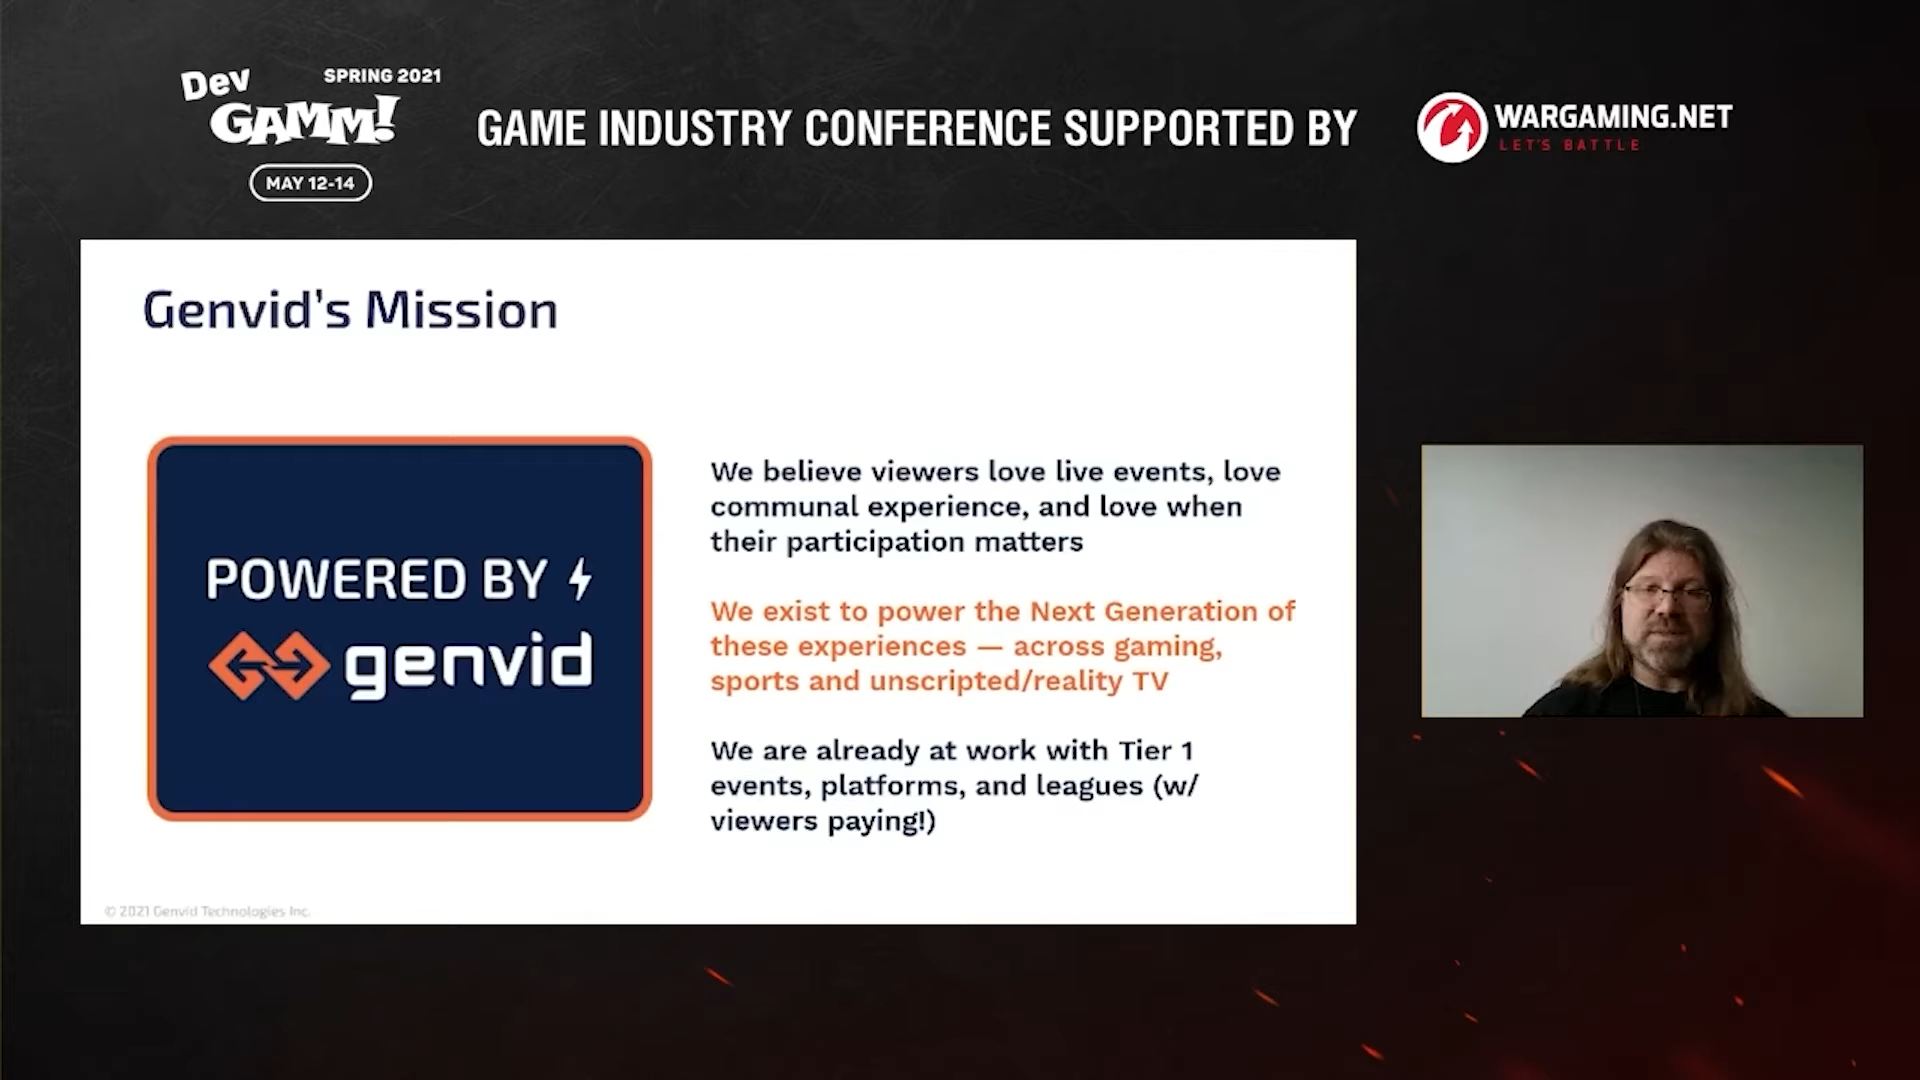 Dev
SPRING 2021
GAMM!
MAY 12-14
GAME INDUSTRY CONFERENCE SUPPORTED BY
WARGAMING.NET
LET'S BATTLE
Genvid's Mission
POWERED BY
genvid
We believe viewers love live events, love
communal experience, and love when
their participation matters
We exist to power the Next Generation of
these experiences — across gaming,
sports and unscripted/reality TV
We are already at work with Tier 1
events, platforms, and leagues (w/
viewers paying!)
© 2021 Genvid Technologies Inc.